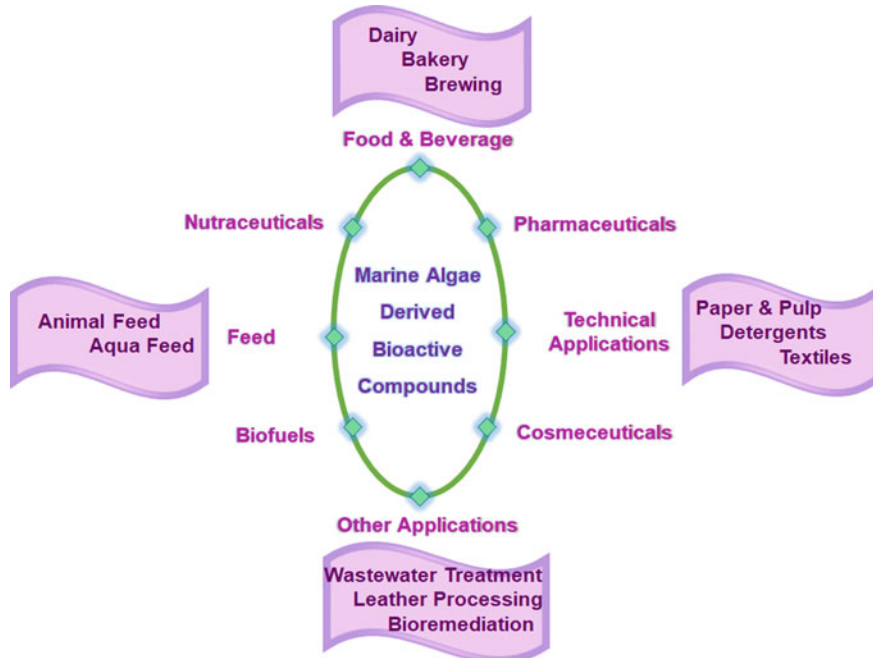 Dairy
Bakery
Brewing
Food & Beverage
Nutraceuticals
Pharmaceuticals
Marine Algae
Derived
Bioactive
Compounds
Animal Feed
Aqua Feed
Feed
Technical
Applications
Paper & Pulp
Detergents
Textiles
Biofuels
Cosmeceuticals
Other Applications
Wastewater Treatment
Leather Processing
Bioremediation